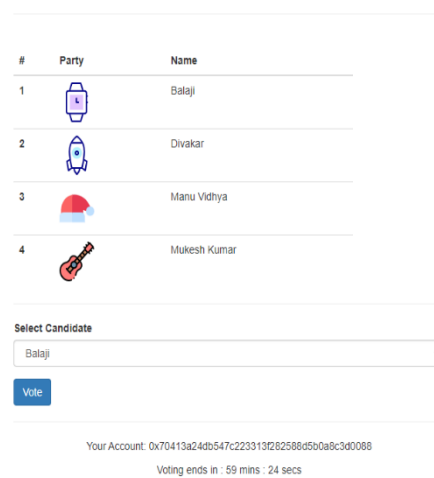 # Party Name
1 Balaji
2 Divakar
3 Manu Vidhya
4 Mukesh Kumar
Select Candidate
Balaji
Vote
Your Account: 0x70413a24db547c223313f282588d5b0a8c3d0088
Voting ends in : 59 mins : 24 secs